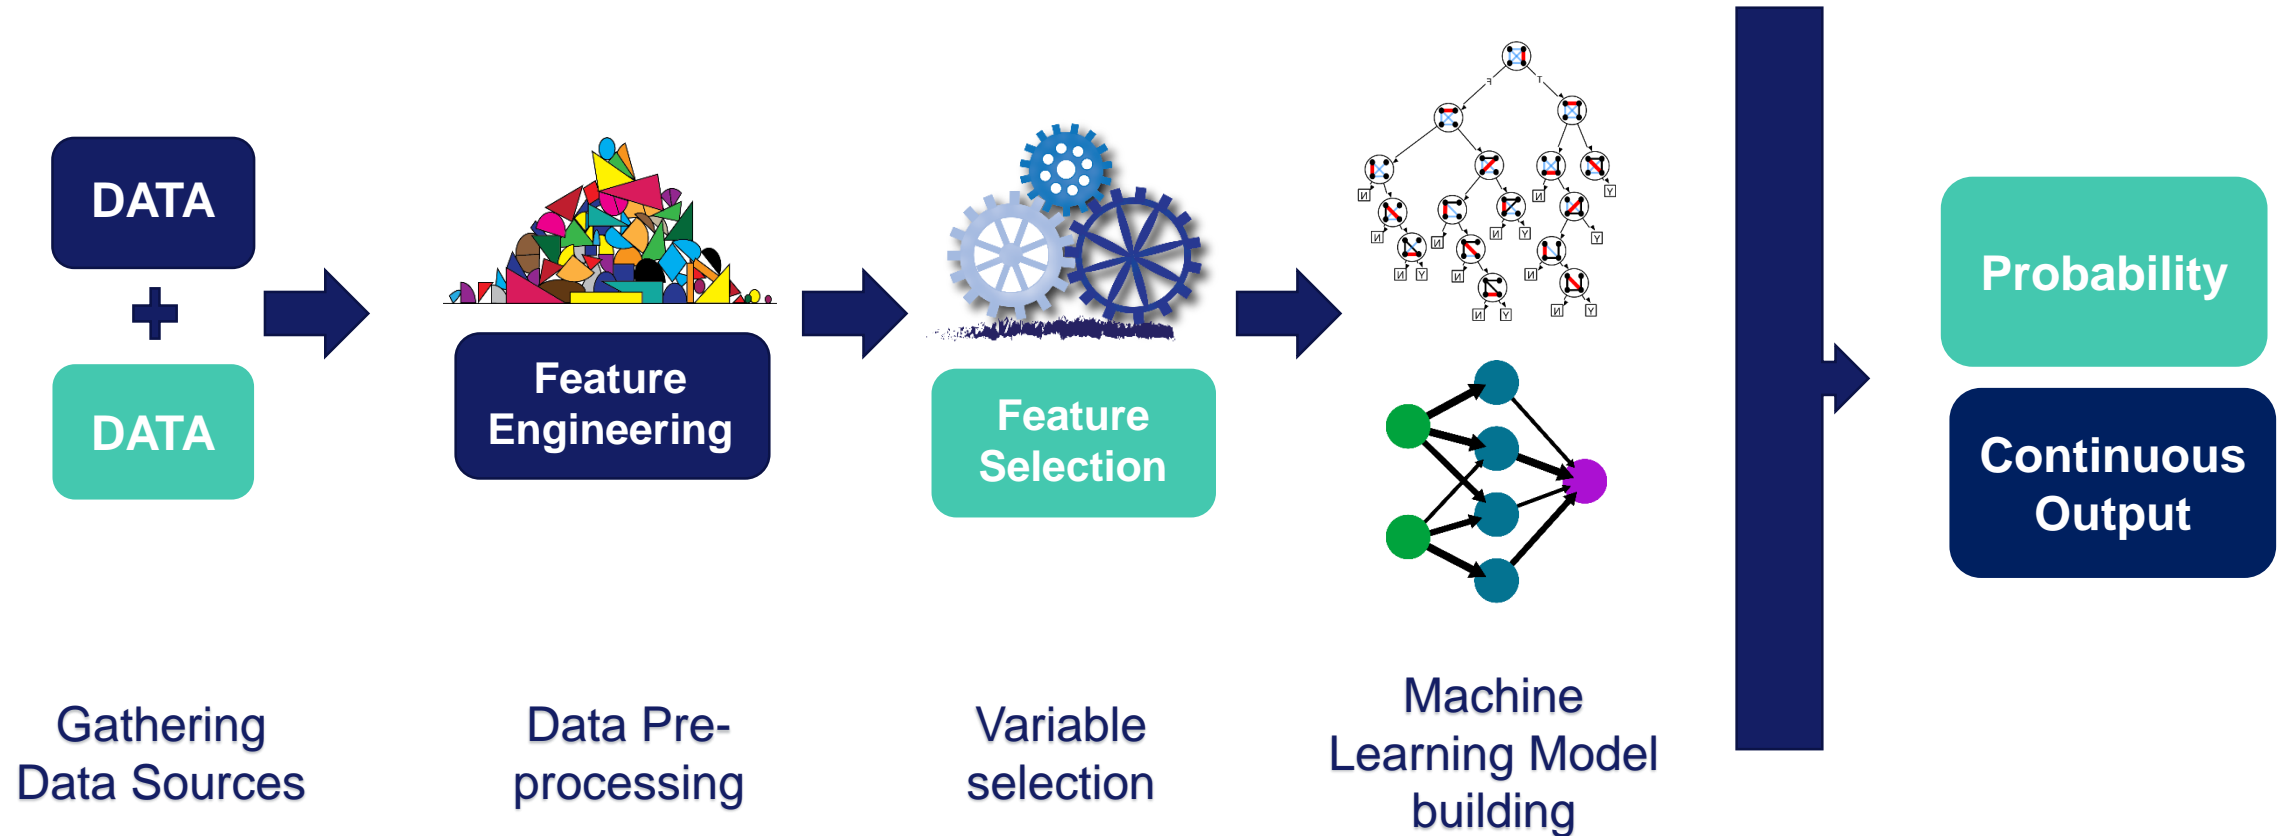 DATA
+
DATA
Feature
Engineering
Feature
Selection
F
T
N
N
N
Y
N
N
Y
N
N
Y
N
Y
Y
N
N
Y
Probability
Continuous
Output
Gathering
Data Sources
Data Pre-
processing
Variable
selection
Machine
Learning Model
building